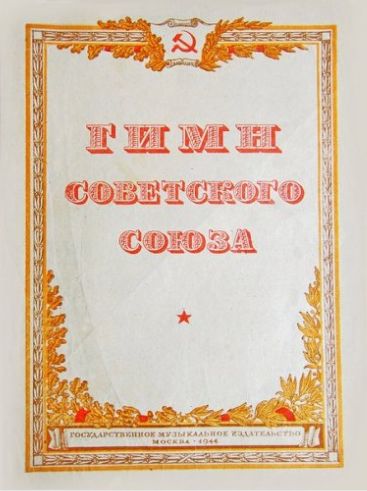 ГИМН
СОВЕТСКОГО
СОЮЗА
ГОСУДАРСТВЕННОЕ МУЗЫКАЛЬНОЕ ИЗДАТЕЛЬСТВО
МОСКВА • 1944